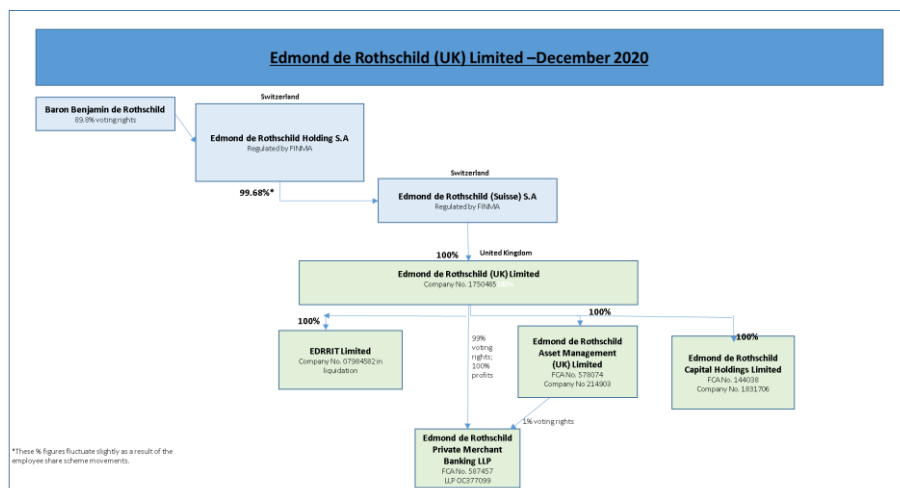 Edmond de Rothschild (UK) Limited –December 2020
Switzerland
Baron Benjamin de Rothschild
89.8% voting rights
Edmond de Rothschild Holding S.A
Regulated by FINMA
99.68%*
Switzerland
Edmond de Rothschild (Suisse) S.A
Regulated by FINMA
100%
United Kingdom
Edmond de Rothschild (UK) Limited
Company No. 1750485
100%
EDRRIT Limited
Company No. 07984582 in
liquidation
99%
voting
rights;
100%
profits
100%
Edmond de Rothschild
Asset Management
(UK) Limited
FCA No. 578074
Company No 214903
100%
Edmond de Rothschild
Capital Holdings Limited
FCA No. 144038
Company No. 1831706
1% voting rights
Edmond de Rothschild
Private Merchant
Banking LLP
FCA No. 587457
LLP OC377099
*These % figures fluctuate slightly as a result of the
employee share scheme movements.